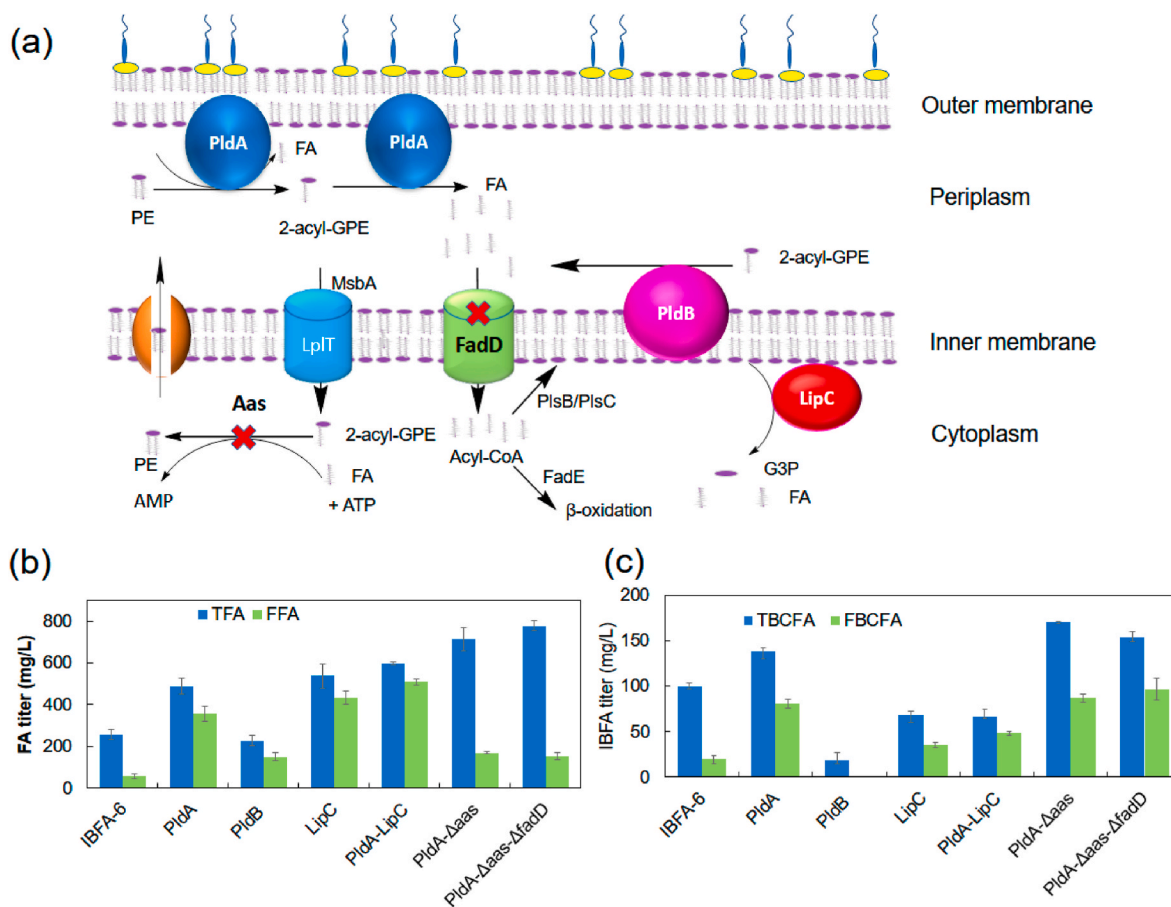 (a)
Outer membrane
PldA
PldA
FA
FA
Periplasm
PE
2-acyl-GPE
2-acyl-GPE
MsbA
PldB
LplT
FadD
Inner membrane
LipC
Aas
PlsB/PlsC
2-acyl-GPE
Cytoplasm
PE
Acyl-CoA
FA
FadE
G3P
AMP
+ ATP
FA
β-oxidation
(b)
TFA
FFA
FA titer (mg/L)
800
600
400
200
0
IBFA-6
PldA
PldB
LipC
PldA-LipC
PldA-Δaas
PldA-Δaas-ΔfadD
(c)
TBCFA
FBCFA
IBFA titer (mg/L)
200
150
100
50
0
IBFA-6
PldA
PldB
LipC
PldA-LipC
PldA-Δaas
PldA-Δaas-ΔfadD